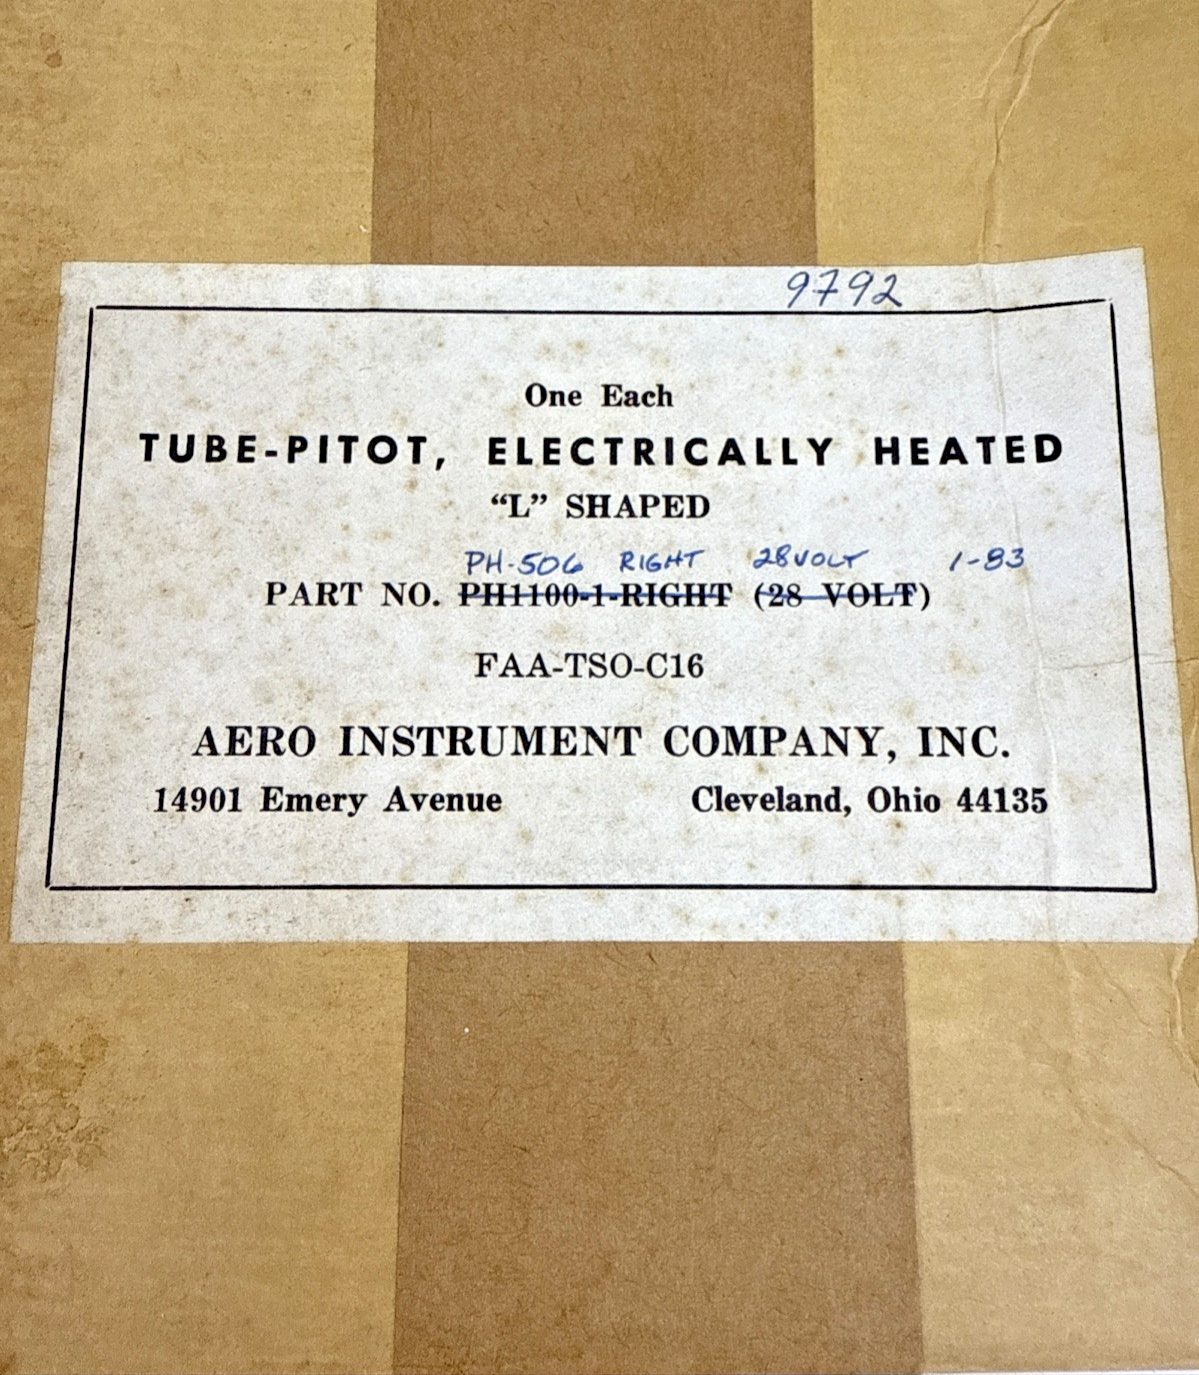 9792
One Each
TUBE-PITOT, ELECTRICALLY HEATED
“L” SHAPED
PH-506 RIGHT 28VOLT 1-83
PART NO. PH1100-1-RIGHT (28 VOLT)
FAA-TSO-C16
AERO INSTRUMENT COMPANY, INC.
14901 Emery Avenue Cleveland, Ohio 44135